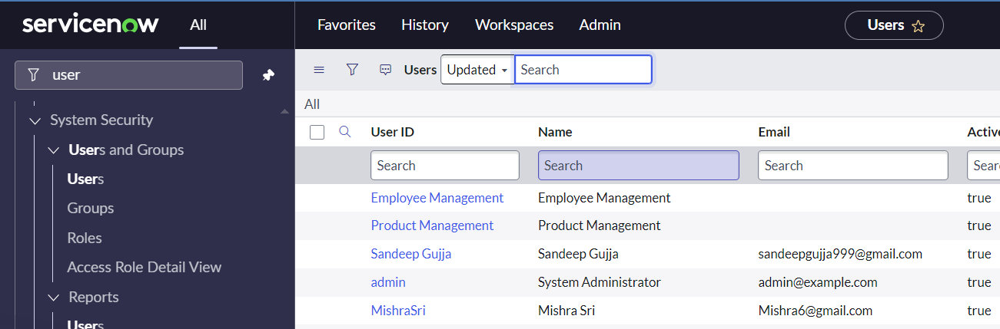 servicenow All Favorites History Workspaces Admin Users
user
Users Updated Search
All
System Security
Users and Groups
Users
Groups
Roles
Access Role Detail View
Reports
Users
User ID Name Email Active
Search Search Search Sear
Employee Management Employee Management true
Product Management Product Management true
Sandeep Gujja Sandeep Gujja sandeepgujja999@gmail.com true
admin System Administrator admin@example.com true
MishraSri Mishra Sri Mishra6@gmail.com true